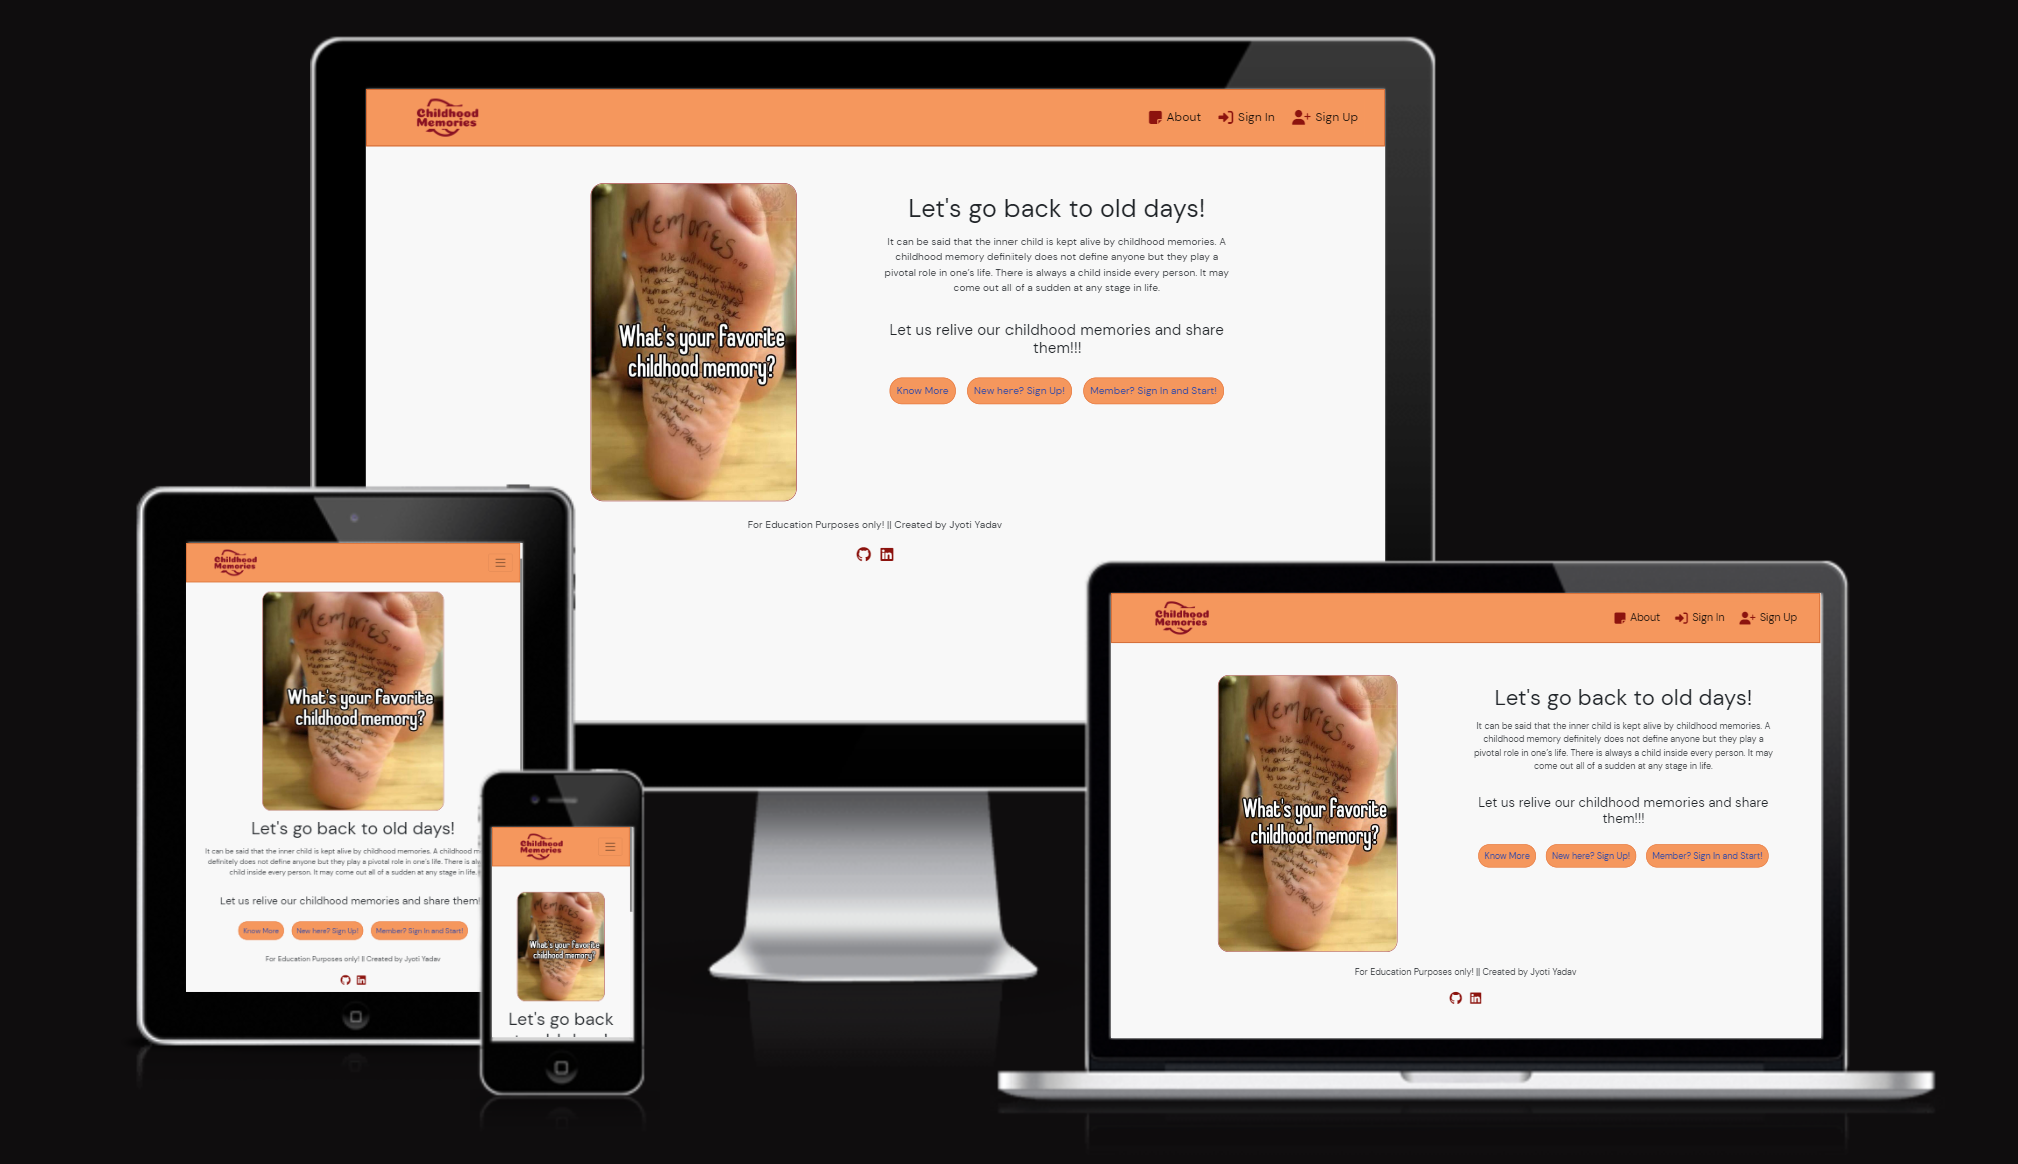 Childhood
Memories
About
Sign In
Sign Up
Memories...
We will never
What's your favorite
childhood memory?
Let's go back to old days!
It can be said that the inner child is kept alive by childhood memories. A
childhood memory definitely does not define anyone but they play a
pivotal role in one's life. There is always a child inside every person. It may
come out all of a sudden at any stage in life.
Let us relive our childhood memories and share
them!!!
Know More
New here? Sign Up!
Member? Sign In and Start!
For Education Purposes only! || Created by Jyoti Yadav
Childhood
Memories
Memories...
What's your favorite
childhood memory?
Let's go back to old days!
It can be said that the inner child is kept alive by childhood memories. A childhood
definitely does not define anyone but they play a pivotal role in one's life. There is
child inside every person. It may come out all of a sudden at any stage in life.
Let us relive our childhood memories and share them!
Know More
New here? Sign Up!
Member? Sign In and Start!
For Education Purposes only! || Created by Jyoti Yadav
Childhood
Memories
Memories...
What's your favorite
childhood memory?
Let's go back
Childhood
Memories
About
Sign In
Sign Up
Memories...
We will never
What's your favorite
childhood memory?
Let's go back to old days!
It can be said that the inner child is kept alive by childhood memories. A
childhood memory definitely does not define anyone but they play a
pivotal role in one's life. There is always a child inside every person. It may
come out all of a sudden at any stage in life.
Let us relive our childhood memories and share
them!!!
Know More
New here? Sign Up!
Member? Sign In and Start!
For Education Purposes only! || Created by Jyoti Yadav